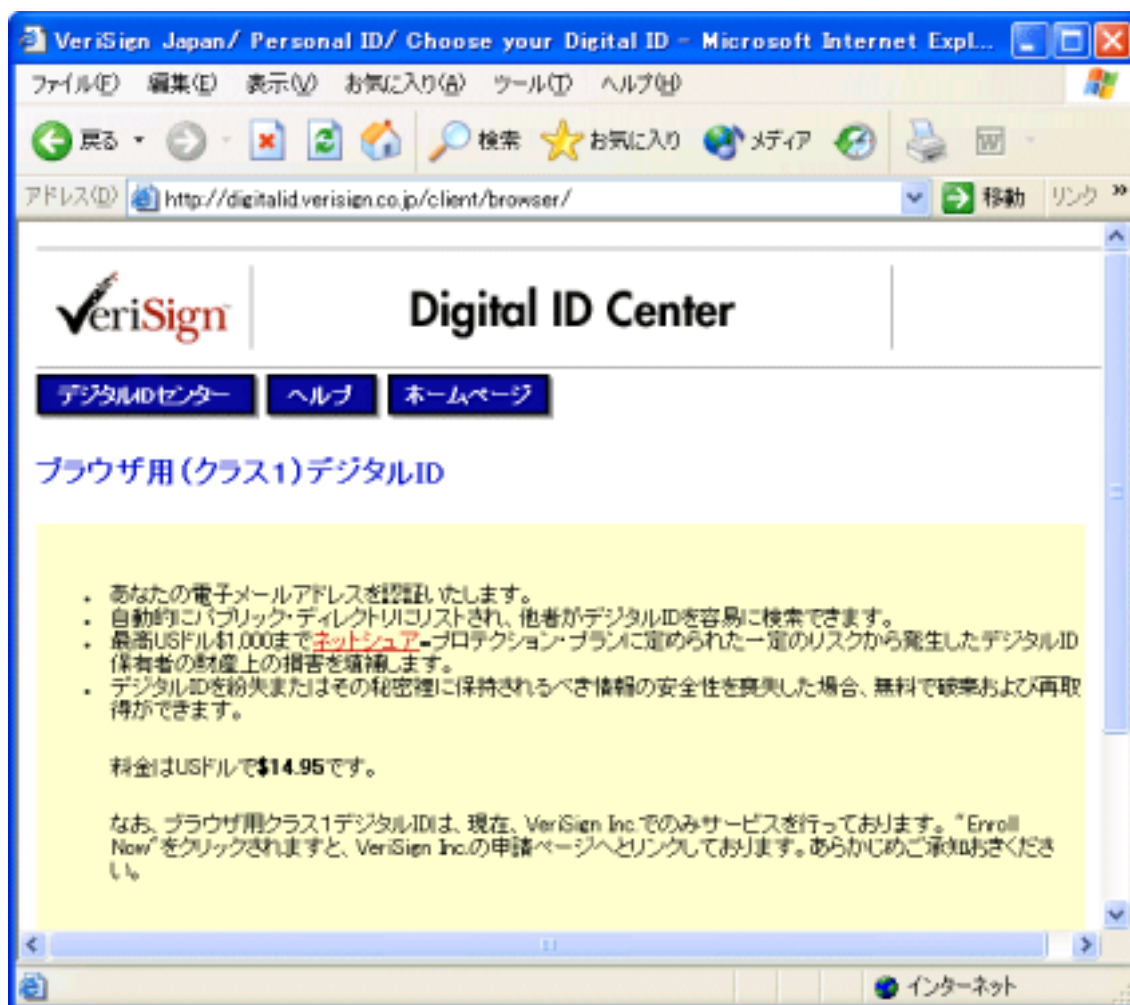 VeriSign Japan/ Personal ID/ Choose your Digital ID - Microsoft Internet Expl...
ファイル(F) 編集(E) 表示(V) お気に入り(A) ツール(T) ヘルプ(H)
戻る 検索 お気に入り メディア
アドレス(D) http://digitalid.verisign.co.jp/client/browser/ 移動 リンク »
VeriSign Digital ID Center
デジタルIDセンター ヘルプ ホームページ
ブラウザ用(クラス1)デジタルID
・ あなたの電子メールアドレスを認証いたします。
・ 自動的にパブリック・ディレクトリにリストされ、他者がデジタルIDを容易に検索できます。
・ 最高USドル$1,000までネットシュア=プロテクション・プランに定められた一定のリスクから発生したデジタルID
保有者の財産上の損害を填補します。
・ デジタルIDを紛失またはその秘密裡に保持されるべき情報の安全性を喪失した場合、無料で破棄および再取
得ができます。
料金はUSドルで$14.95です。
なお、ブラウザ用クラス1デジタルIDは、現在、VeriSign Inc.でのみサービスを行っております。"Enroll
Now"をクリックされますと、VeriSign Inc.の申請ページへとリンクしております。あらかじめご承知おきくださ
い。
インターネット